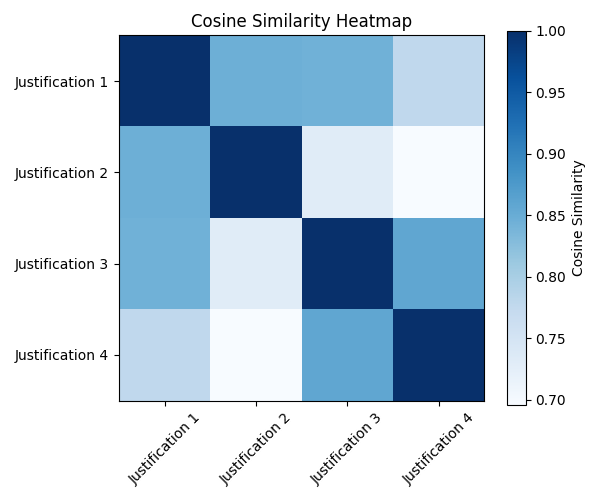 Cosine Similarity Heatmap
Justification 1
Justification 2
Justification 3
Justification 4
Justification 1
Justification 2
Justification 3
Justification 4
1.00
0.95
0.90
0.85
0.80
0.75
0.70
Cosine Similarity